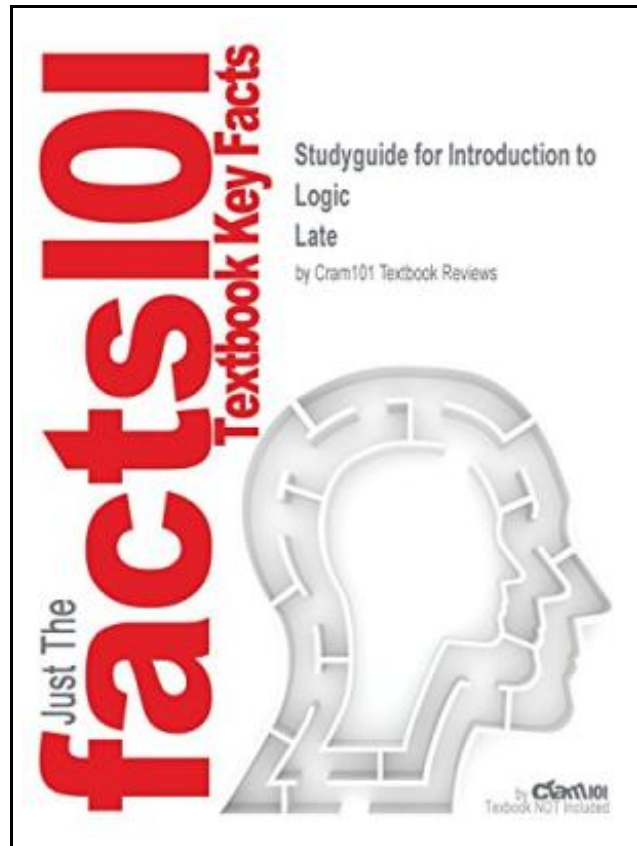 Just The
facts101
Textbook Key Facts
Studyguide for Introduction to
Logic
Late
by Cram101 Textbook Reviews
by Cram101
Textbook NOT Included